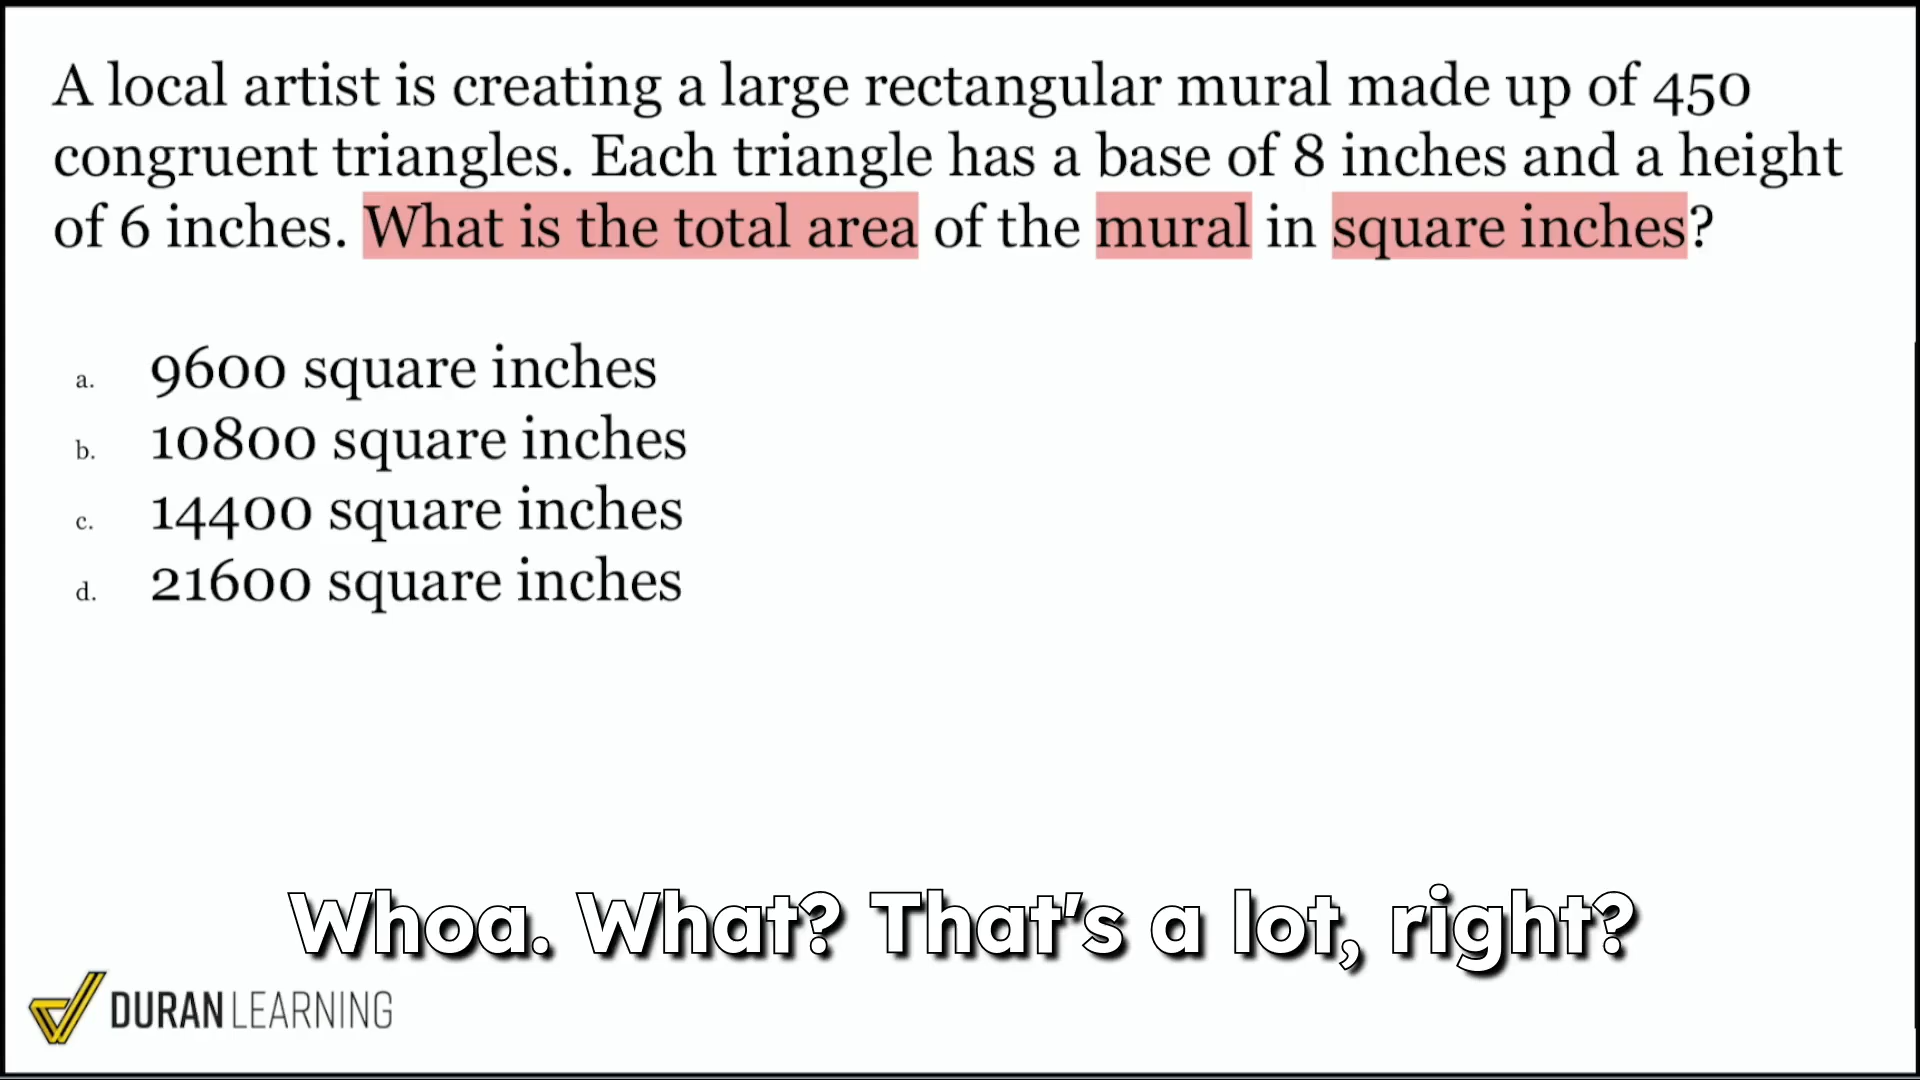 A local artist is creating a large rectangular mural made up of 450
congruent triangles. Each triangle has a base of 8 inches and a height
of 6 inches. What is the total area of the mural in square inches?
a. 9600 square inches
b. 10800 square inches
c. 14400 square inches
d. 21600 square inches
Whoa. What? That's a lot, right?
DURAN LEARNING